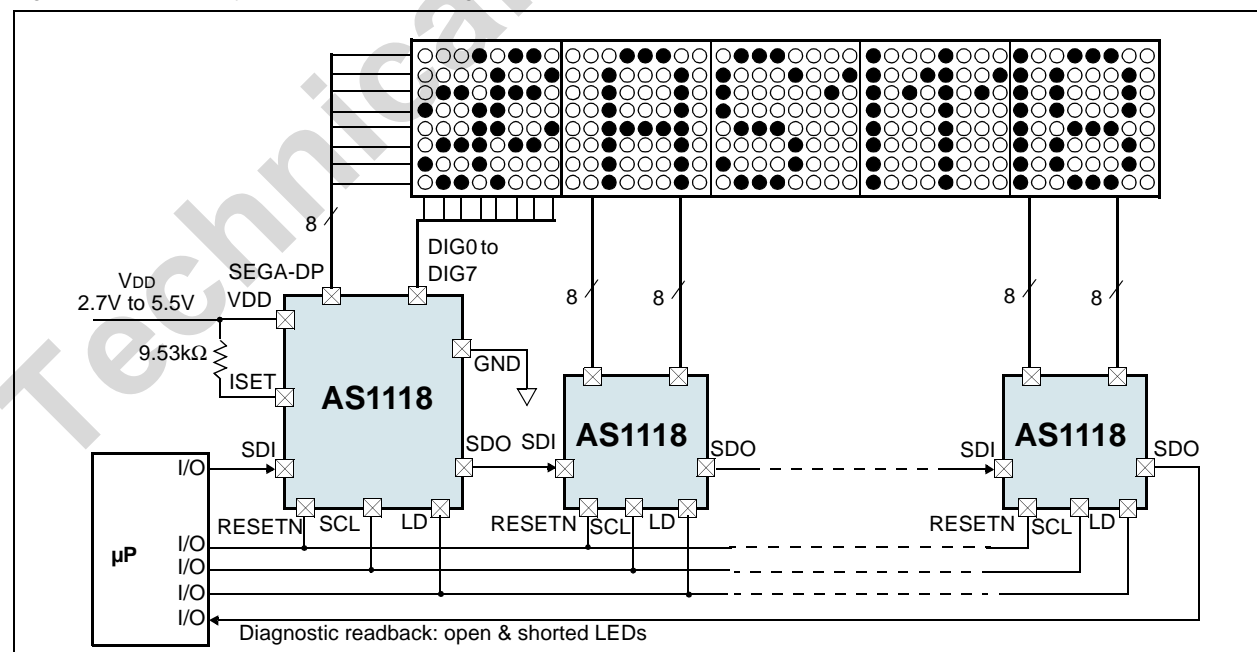 Technical
8
SEGA-DP
DIG0 to
DIG7
8
8
8
8
VDD
2.7V to 5.5V
VDD
9.53kΩ
ISET
GND
AS1118
AS1118
AS1118
SDI
SDO
SDI
SDO
SDI
SDO
RESETN
SCL
LD
RESETN
SCL
LD
RESETN
SCL
LD
µP
I/O
I/O
I/O
I/O
I/O
Diagnostic readback: open & shorted LEDs